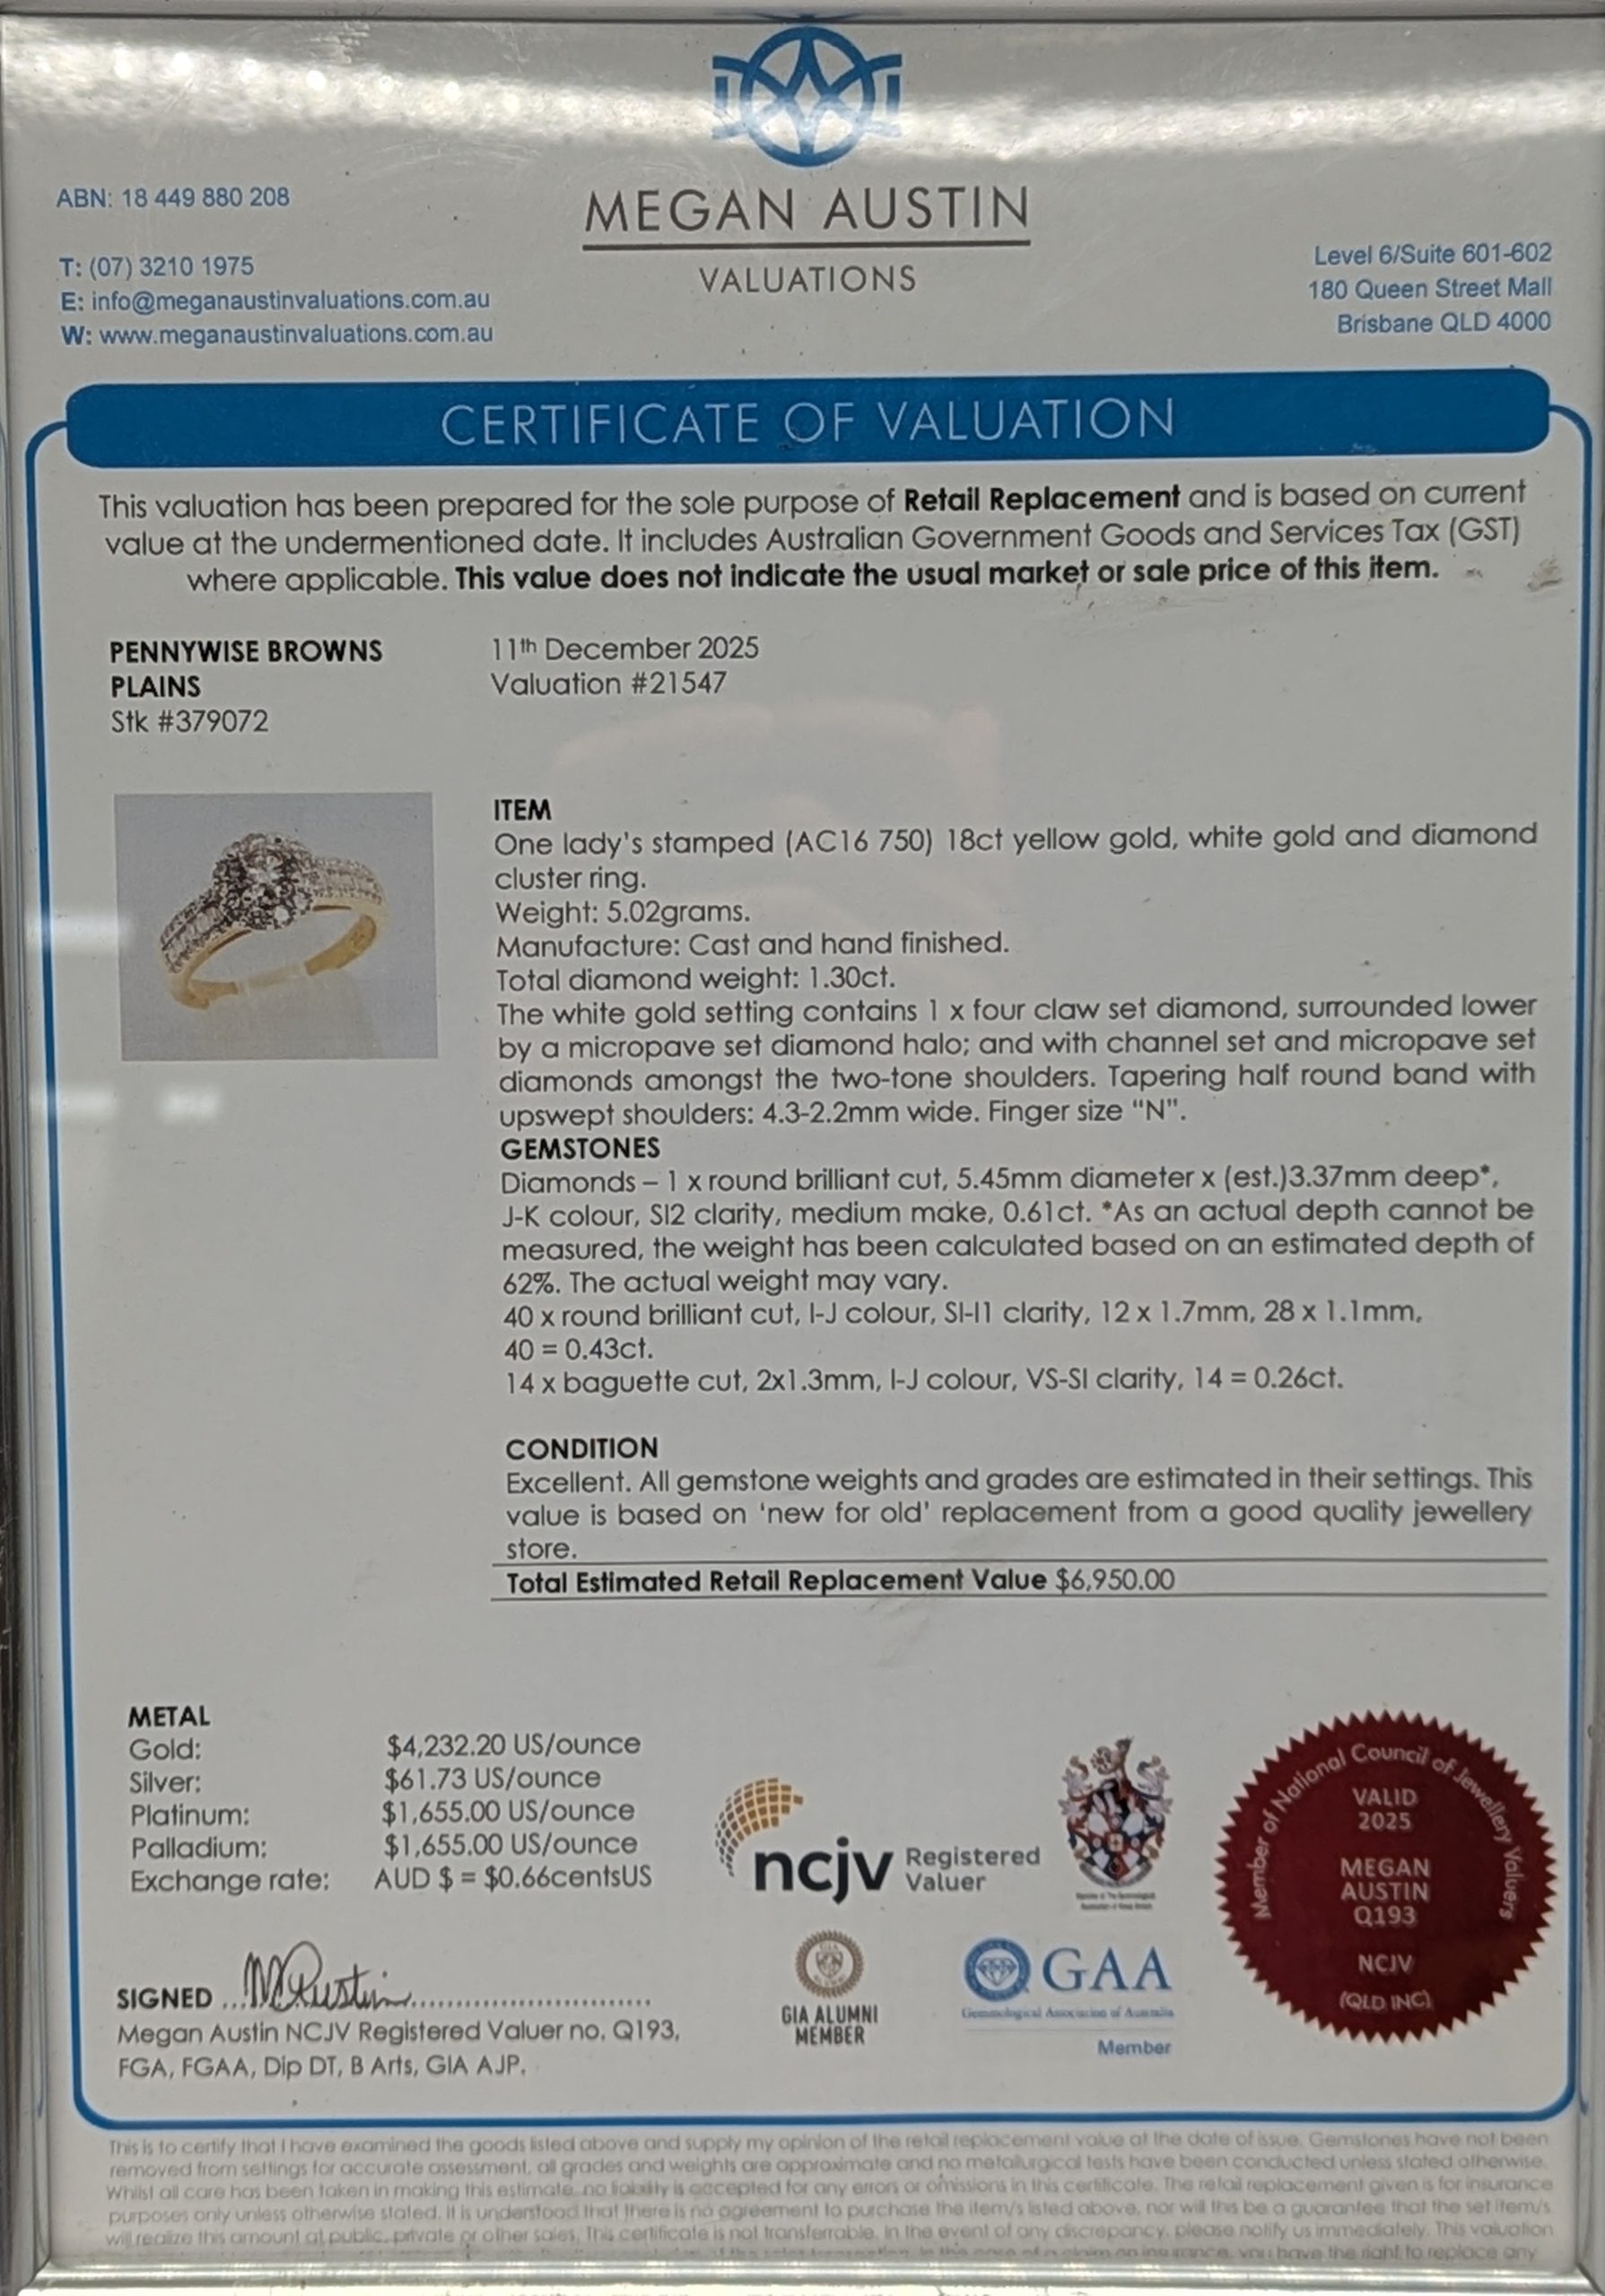 ABN: 18 449 880 208
T: (07) 3210 1975
E: info@meganaustinvaluations.com.au
W: www.meganaustinvaluations.com.au
MEGAN AUSTIN
VALUATIONS
Level 6/Suite 601-602
180 Queen Street Mall
Brisbane QLD 4000
CERTIFICATE OF VALUATION
This valuation has been prepared for the sole purpose of Retail Replacement and is based on current
value at the undermentioned date. It includes Australian Government Goods and Services Tax (GST)
where applicable. This value does not indicate the usual market or sale price of this item.
PENNYWISE BROWNS
PLAINS
Stk #379072
11th December 2025
Valuation #21547
ITEM
One lady's stamped (AC16 750) 18ct yellow gold, white gold and diamond
cluster ring.
Weight: 5.02grams.
Manufacture: Cast and hand finished.
Total diamond weight: 1.30ct.
The white gold setting contains 1 x four claw set diamond, surrounded lower
by a micropave set diamond halo; and with channel set and micropave set
diamonds amongst the two-tone shoulders. Tapering half round band with
upswept shoulders: 4.3-2.2mm wide. Finger size "N".
GEMSTONES
Diamonds – 1 x round brilliant cut, 5.45mm diameter x (est.)3.37mm deep*,
J-K colour, SI2 clarity, medium make, 0.61ct. *As an actual depth cannot be
measured, the weight has been calculated based on an estimated depth of
62%. The actual weight may vary.
40 x round brilliant cut, I-J colour, SI-I1 clarity, 12 x 1.7mm, 28 x 1.1mm,
40 = 0.43ct.
14 x baguette cut, 2x1.3mm, I-J colour, VS-SI clarity, 14 = 0.26ct.
CONDITION
Excellent. All gemstone weights and grades are estimated in their settings. This
value is based on 'new for old' replacement from a good quality jewellery
store.
Total Estimated Retail Replacement Value $6,950.00
METAL
Gold: $4,232.20 US/ounce
Silver: $61.73 US/ounce
Platinum: $1,655.00 US/ounce
Palladium: $1,655.00 US/ounce
Exchange rate: AUD $ = $0.66centsUS
ncjv Registered
Valuer
GIA ALUMNI
MEMBER
GAA
Gemmological Association of Australia
Member
Member of National Council of Jewellery Valuers
VALID
2025
MEGAN
AUSTIN
Q193
NCJV
(QLD INC)
SIGNED ...MAustin..............................
Megan Austin NCJV Registered Valuer no. Q193,
FGA, FGAA, Dip DT, B Arts, GIA AJP.
This is to certify that I have examined the goods listed above and supply my opinion of the retail replacement value at the date of issue. Gemstones have not been
removed from settings for accurate assessment, all grades and weights are approximate and no metallurgical tests have been conducted unless stated otherwise.
Whilst all care has been taken in making this estimate, no liability is accepted for any errors or omissions in this certificate. The retail replacement given is for insurance
purposes only unless otherwise stated. It is understood that there is no agreement to purchase the item/s listed above, nor will this be a guarantee that the set item/s
will realize this amount at public, private or other sales. This certificate is not transferrable. In the event of any discrepancy, please notify us immediately. This valuation
you have the right to replace any